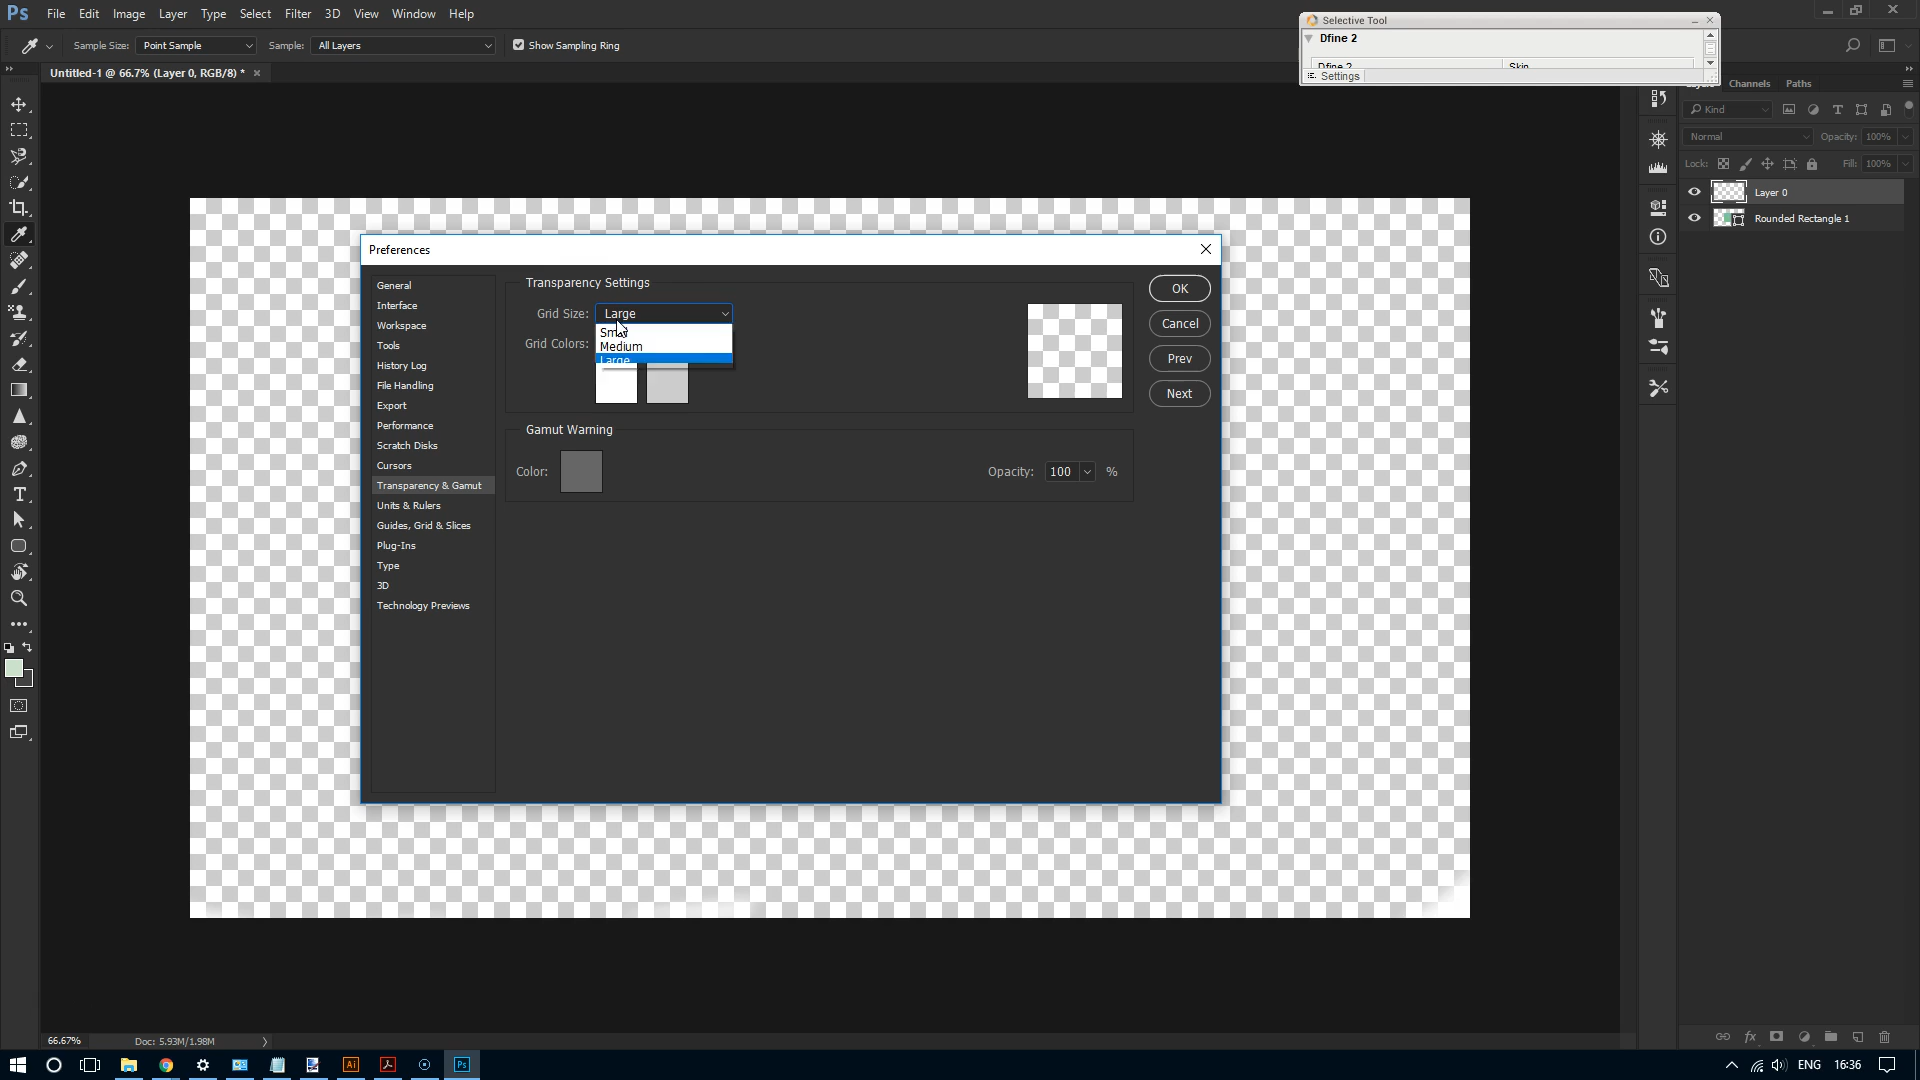 Ps File Edit Image Layer Type Select Filter 3D View Window Help
Selective Tool
Dfine 2
Dfine 2 Skin
Settings
Sample Size: Point Sample Sample: All Layers Show Sampling Ring
Untitled-1 @ 66.7% (Layer 0, RGB/8) *
Channels Paths
Kind
Normal Opacity: 100%
Lock: Fill: 100%
Layer 0
Rounded Rectangle 1
Preferences
General
Interface
Workspace
Tools
History Log
File Handling
Export
Performance
Scratch Disks
Cursors
Transparency & Gamut
Units & Rulers
Guides, Grid & Slices
Plug-Ins
Type
3D
Technology Previews
Transparency Settings
Grid Size: Large
Medium
Large
Grid Colors:
Gamut Warning
Color:
Opacity: 100 %
OK
Cancel
Prev
Next
66.67% Doc: 5.93M/1.98M
Ai Ps ENG 16:36